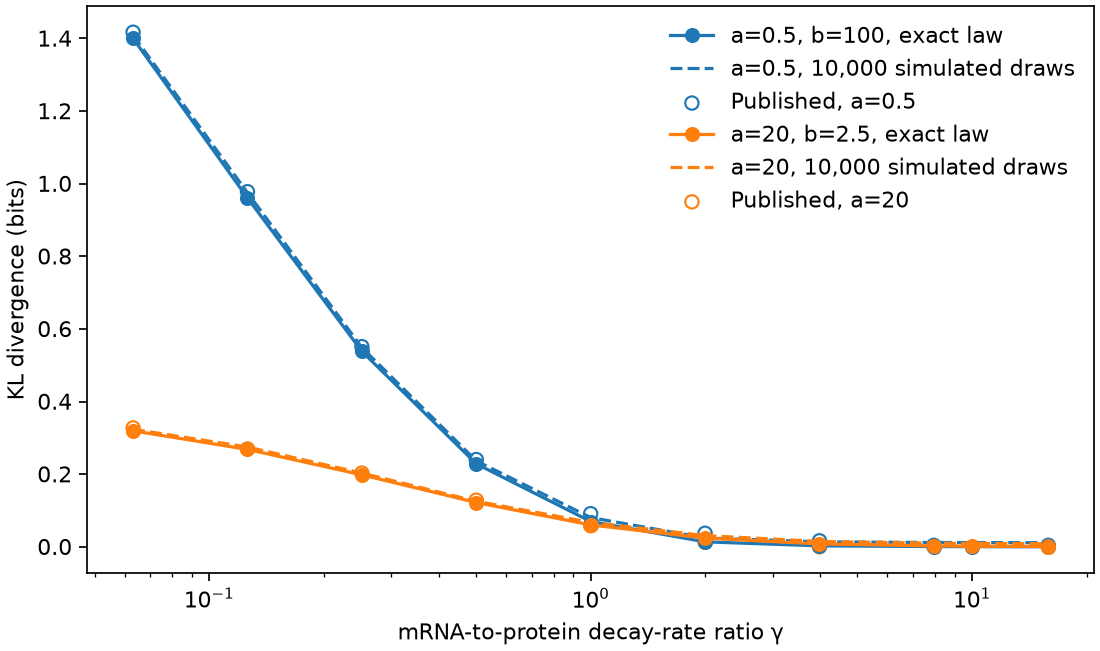 a=0.5, b=100, exact law
a=0.5, 10,000 simulated draws
Published, a=0.5
a=20, b=2.5, exact law
a=20, 10,000 simulated draws
Published, a=20
KL divergence (bits)
1.4
1.2
1.0
0.8
0.6
0.4
0.2
0.0
10⁻¹ 10⁰ 10¹
mRNA-to-protein decay-rate ratio γ